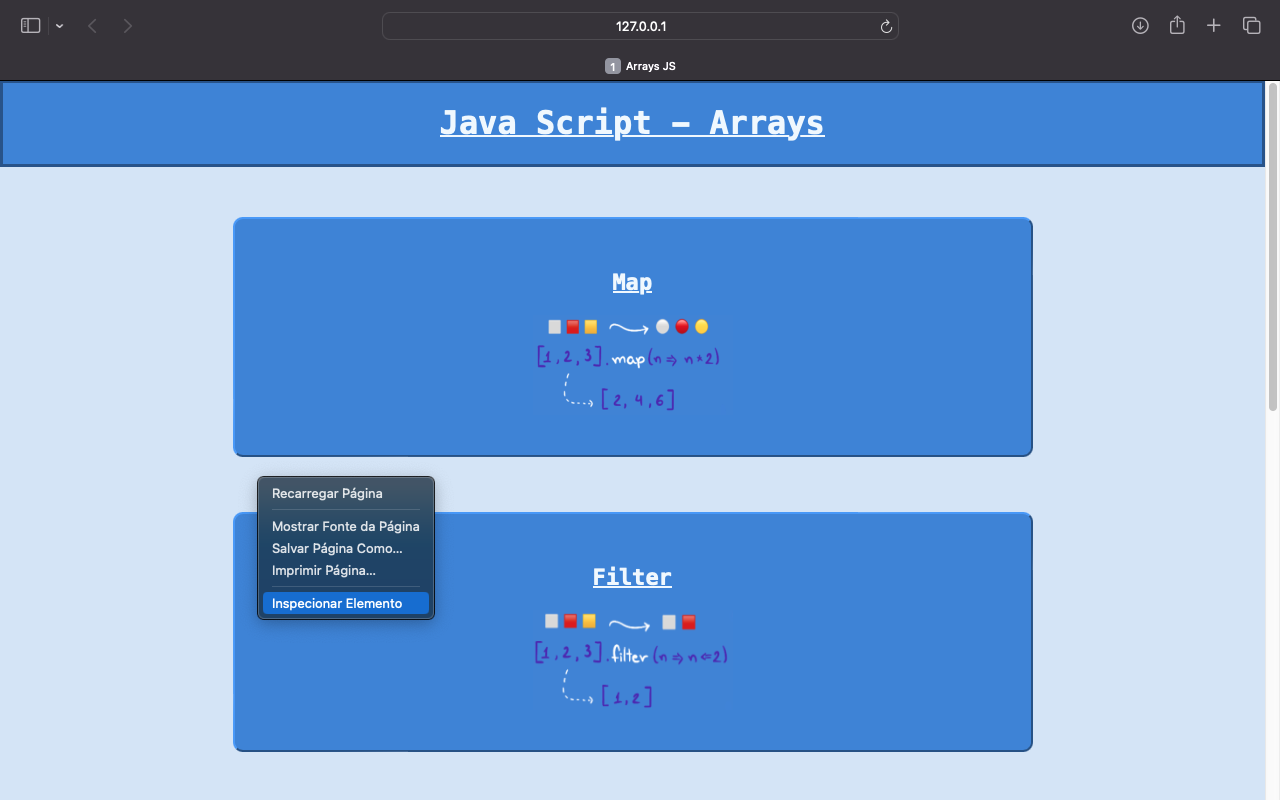 127.0.0.1
1 Arrays JS
Java Script - Arrays
Map
[1,2,3].map(n => n*2)
[2,4,6]
Recarregar Página
Mostrar Fonte da Página
Salvar Página Como...
Imprimir Página...
Inspecionar Elemento
Filter
[1,2,3].filter(n => n <= 2)
[1,2]